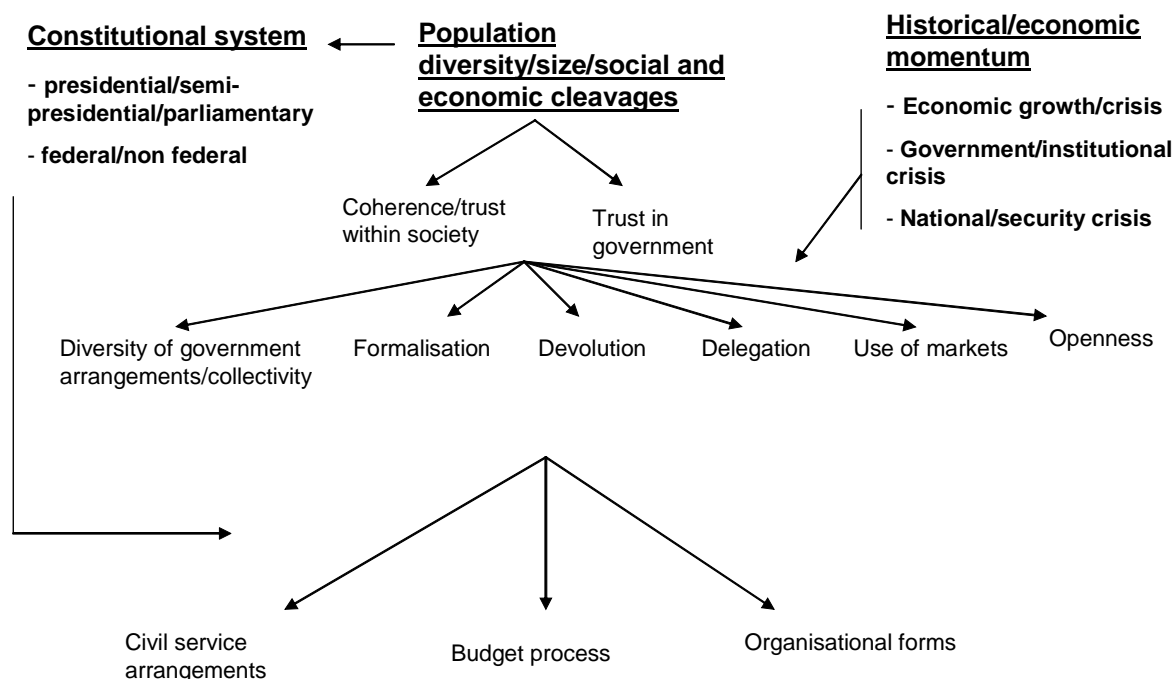 Constitutional system
- presidential/semi-
presidential/parliamentary
- federal/non federal
Population
diversity/size/social and
economic cleavages
Historical/economic
momentum
- Economic growth/crisis
- Government/institutional
crisis
- National/security crisis
Coherence/trust
within society
Trust in
government
Diversity of government
arrangements/collectivity
Formalisation
Devolution
Delegation
Use of markets
Openness
Civil service
arrangements
Budget process
Organisational forms